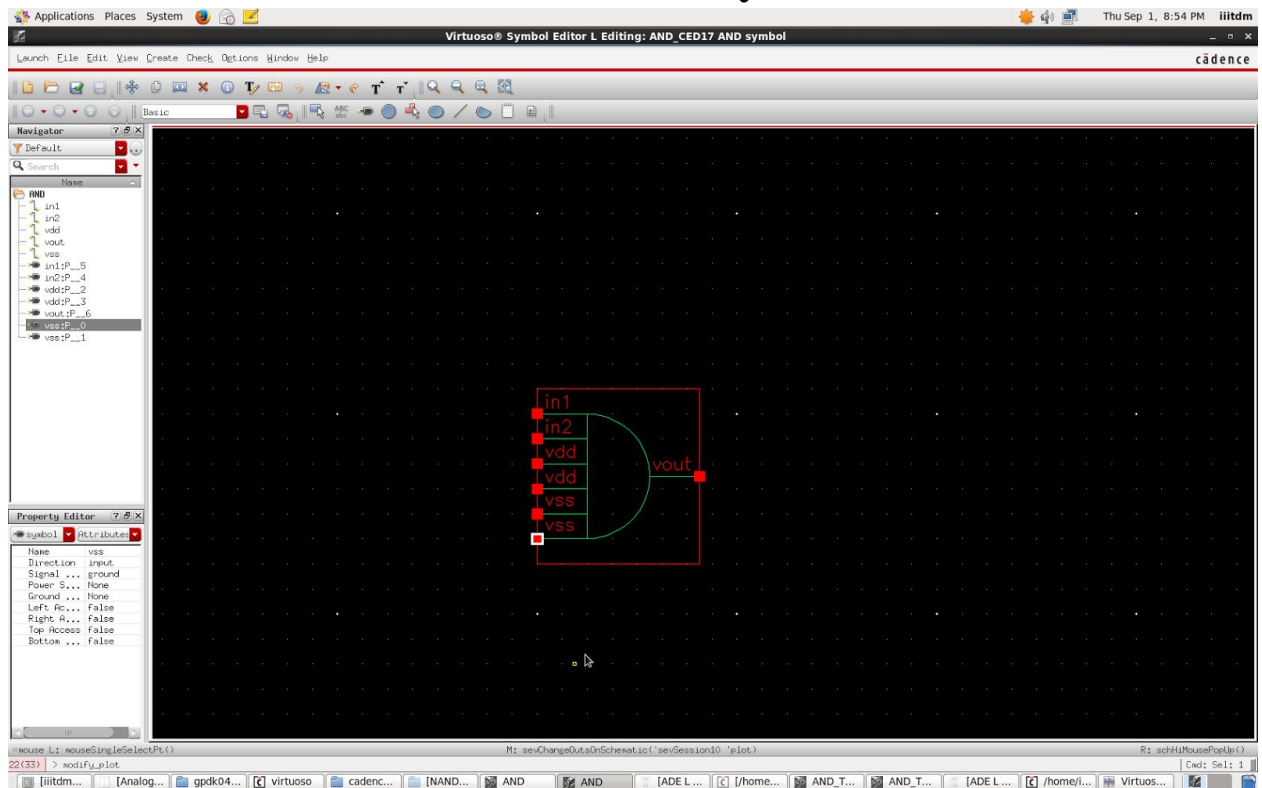 Applications Places System
Thu Sep 1, 8:54 PM iiitdm
Virtuoso® Symbol Editor L Editing: AND_CED17 AND symbol
Launch File Edit View Create Check Options Window Help
cādence
Basic
Navigator
Default
Search
Name
AND
in1
in2
vdd
vout
vss
in1:P__5
in2:P__4
vdd:P__2
vdd:P__3
vout:P__6
vss:P__0
vss:P__1
in1
in2
vdd
vdd
vss
vss
vout
Property Editor
symbol Attributes
Name vss
Direction input
Signal ... ground
Power S... None
Ground ... None
Left Ac... false
Right A... false
Top Access false
Bottom ... false
mouse L: mouseSingleSelectPt()
M: sevChangeOutsOnSchematic('sevSession10 'plot)
R: schHiMousePopUp()
22(33) > modify_plot
Cmd: Sel: 1
[iiitdm... [Analog... gpdk04... virtuoso cadenc... [NAND... AND AND [ADE L ... [/home... AND_T... AND_T... [ADE L ... /home/i... Virtuos...